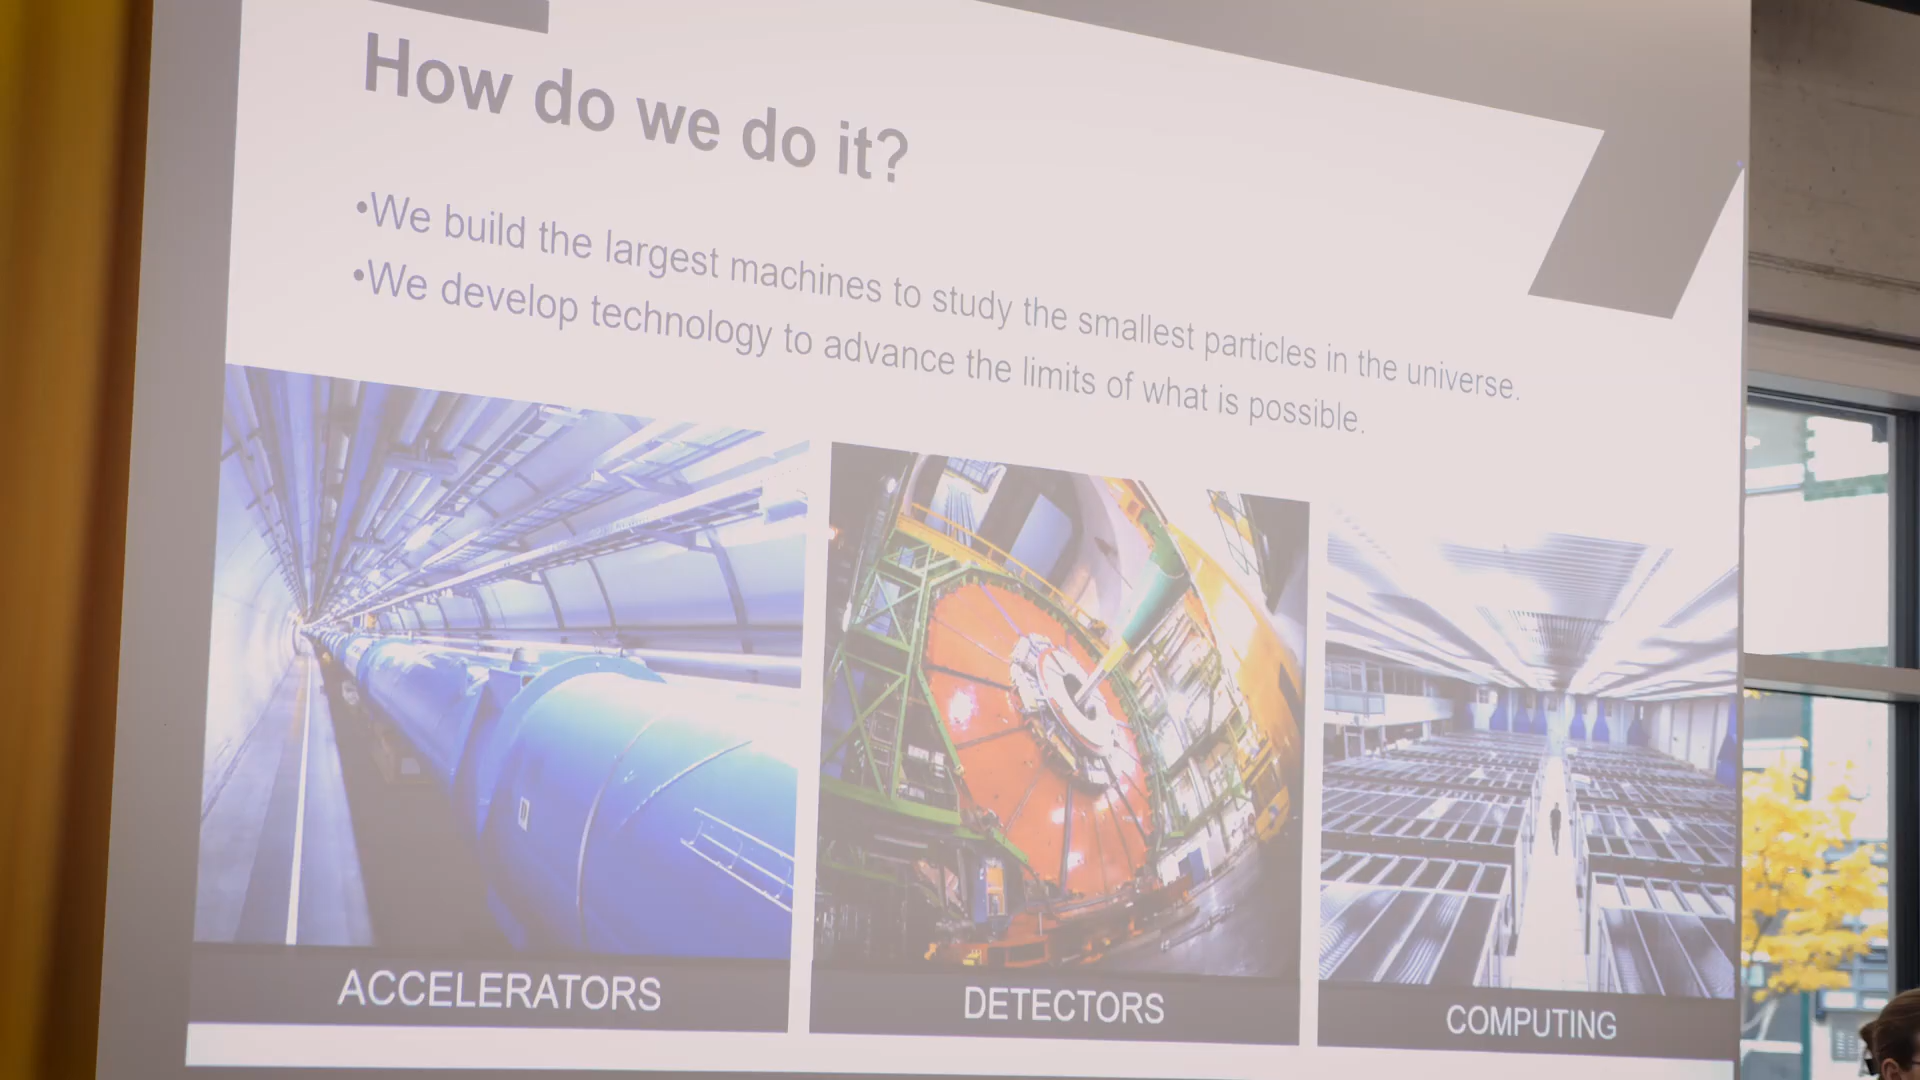 How do we do it?
•We build the largest machines to study the smallest particles in the universe.
•We develop technology to advance the limits of what is possible.
ACCELERATORS
DETECTORS
COMPUTING